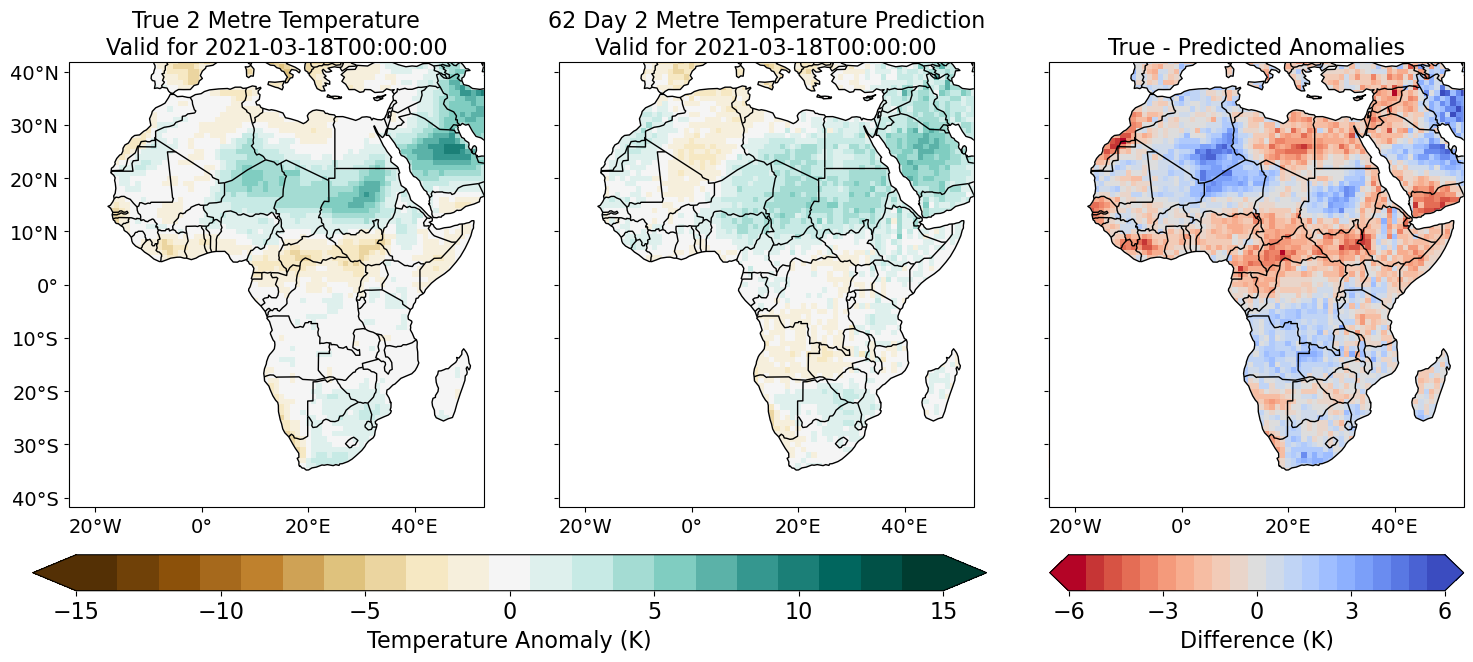 True 2 Metre Temperature
Valid for 2021-03-18T00:00:00
62 Day 2 Metre Temperature Prediction
Valid for 2021-03-18T00:00:00
True - Predicted Anomalies
40°N
30°N
20°N
10°N
0°
10°S
20°S
30°S
40°S
20°W 0° 20°E 40°E
20°W 0° 20°E 40°E
20°W 0° 20°E 40°E
−15 −10 −5 0 5 10 15
Temperature Anomaly (K)
−6 −3 0 3 6
Difference (K)